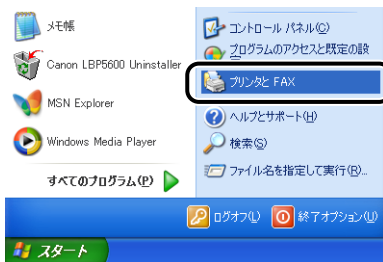 メモ帳
Canon LBP5600 Uninstaller
MSN Explorer
Windows Media Player
すべてのプログラム(P)
コントロール パネル(C)
プログラムのアクセスと既定の設
プリンタと FAX
ヘルプとサポート(H)
検索(S)
ファイル名を指定して実行(R)...
ログオフ(L)
終了オプション(U)
スタート